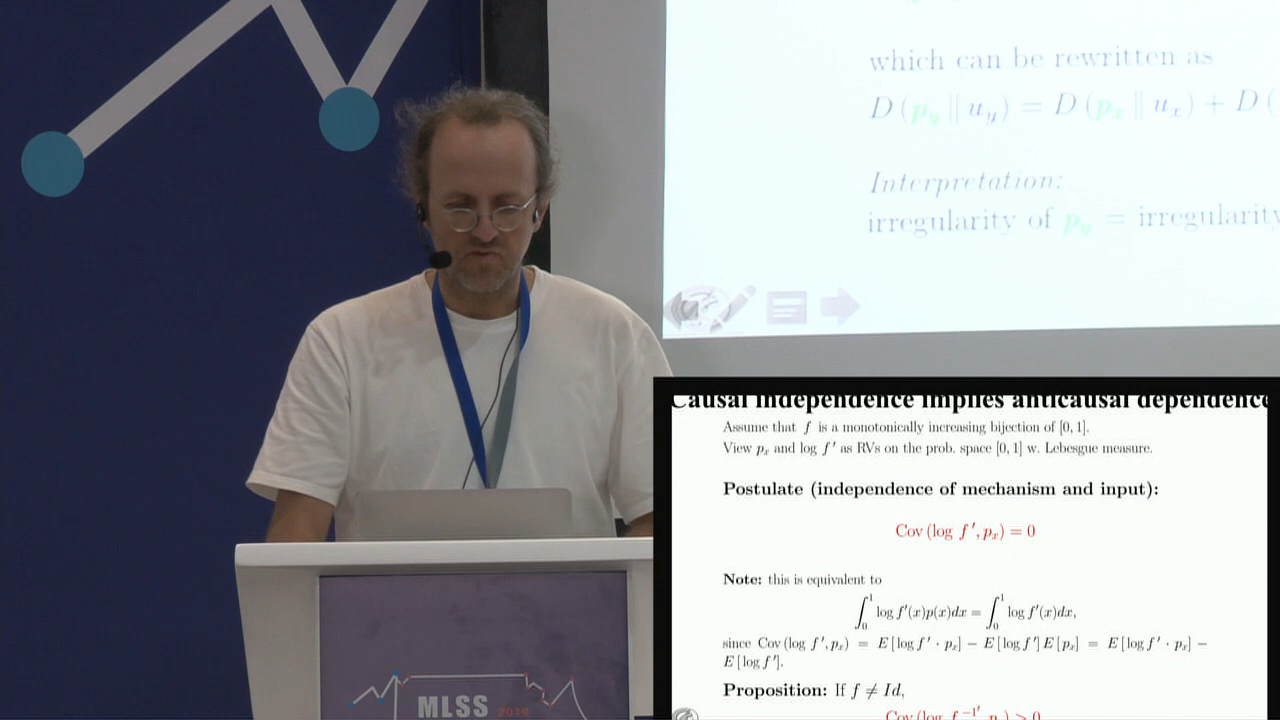 which can be rewritten as
D (p_y || u_y) = D (p_x || u_x) + D (
Interpretation:
irregularity of p_y = irregularity
Causal independence implies anticausal dependence
Assume that f is a monotonically increasing bijection of [0, 1].
View p_x and log f′ as RVs on the prob. space [0, 1] w. Lebesgue measure.
Postulate (independence of mechanism and input):
Cov (log f′, p_x) = 0
Note: this is equivalent to
∫_0^1 log f′(x)p(x)dx = ∫_0^1 log f′(x)dx,
since Cov (log f′, p_x) = E [log f′ · p_x] − E [log f′] E [p_x] = E [log f′ · p_x] −
E [log f′].
Proposition: If f ≠ Id,
MLSS 2019